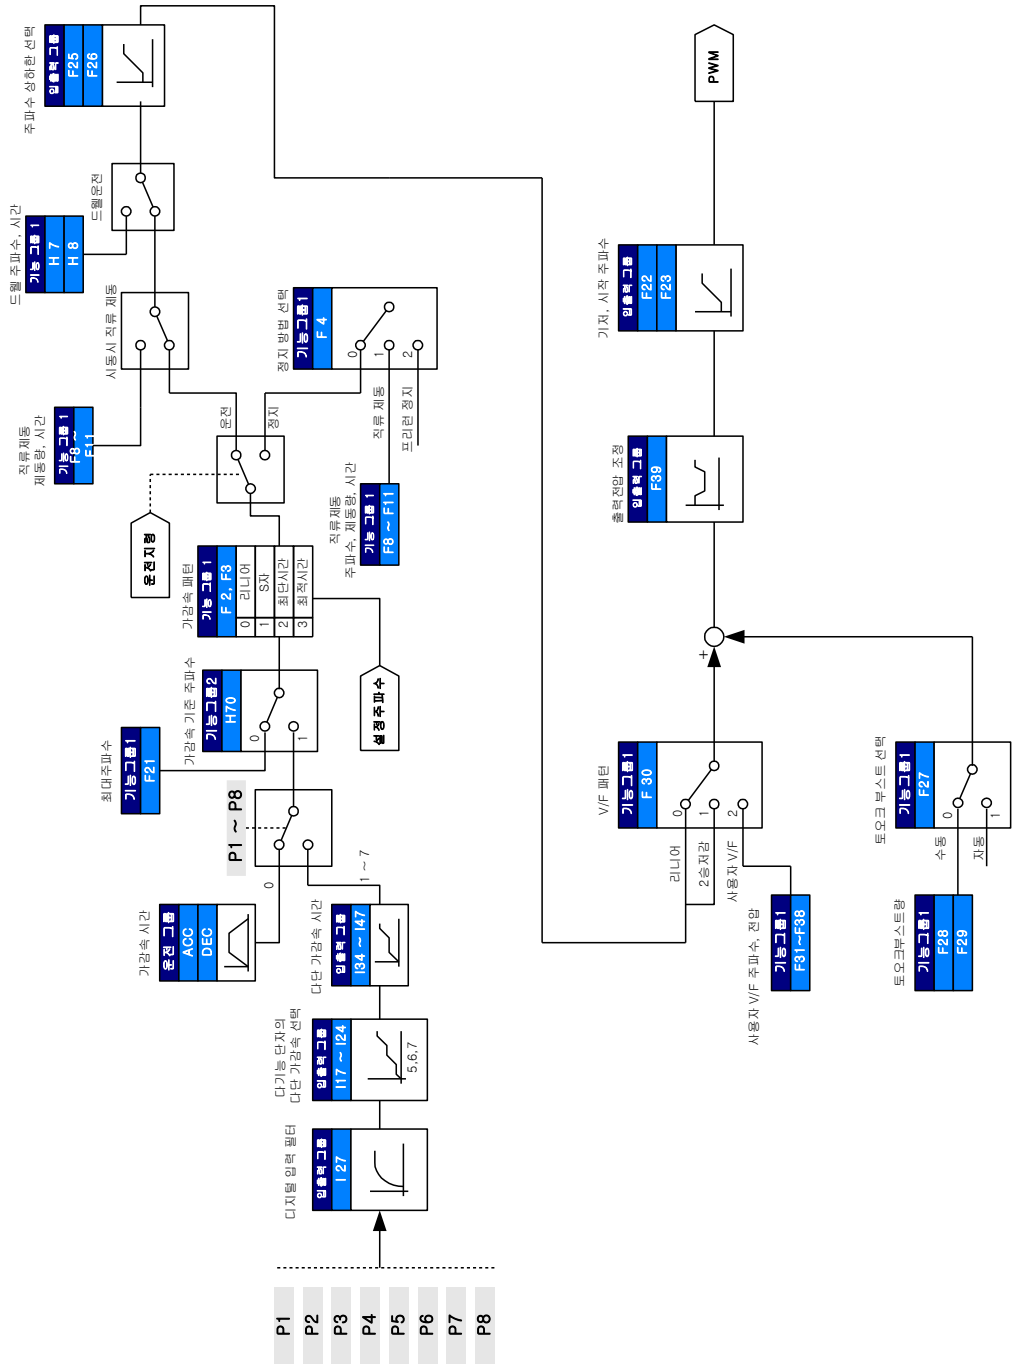 P1
P2
P3
P4
P5
P6
P7
P8
디지털 입력 필터
입출력 그룹
I 27
다기능 단자의
다단 가감속 선택
입출력 그룹
I17 ~ I24
5,6,7
다단 가감속 시간
입출력 그룹
I34 ~ I47
1 ~ 7
가감속 시간
운전 그룹
ACC
DEC
0
P1 ~ P8
최대주파수
기능그룹1
F21
가감속 기준 주파수
기능그룹2
H70
0
1
설정주파수
가감속 패턴
기능 그룹 1
F 2, F3
0 리니어
1 S자
2 최단시간
3 최적시간
운전지령
운전
정지
직류제동
주파수, 제동량, 시간
기능 그룹 1
F8 ~ F11
정지 방법 선택
기능그룹1
F 4
0
1
2
직류 제동
프리런 정지
직류제동
제동량, 시간
기능 그룹 1
F8 ~
F11
시동시 직류 제동
드웰 주파수, 시간
기능 그룹 1
H 7
H 8
드웰운전
주파수 상하한 선택
입출력 그룹
F25
F26
V/F 패턴
기능그룹1
F 30
0
1
2
리니어
2승저감
사용자 V/F
사용자 V/F 주파수, 전압
기능그룹1
F31~F38
토오크부스트량
기능그룹1
F28
F29
토오크 부스트 선택
기능그룹1
F27
0
1
수동
자동
+
출력전압 조정
입출력 그룹
F39
기저, 시작 주파수
입출력 그룹
F22
F23
PWM